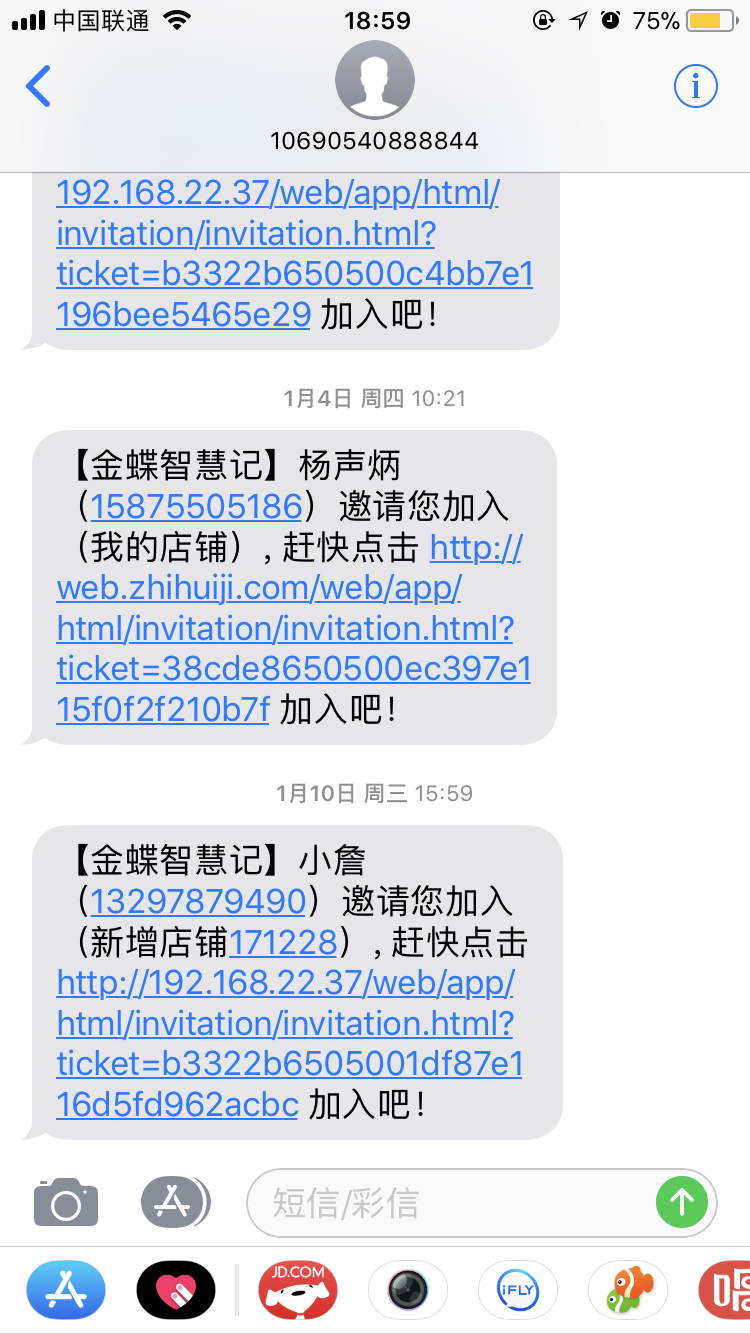 中国联通
18:59
75%
10690540888844
192.168.22.37/web/app/html/
invitation/invitation.html?
ticket=b3322b650500c4bb7e1
196bee5465e29 加入吧！
1月4日 周四 10:21
【金蝶智慧记】杨声炳
（15875505186）邀请您加入
（我的店铺）, 赶快点击 http://
web.zhihuiji.com/web/app/
html/invitation/invitation.html?
ticket=38cde8650500ec397e1
15f0f2f210b7f 加入吧！
1月10日 周三 15:59
【金蝶智慧记】小詹
（13297879490）邀请您加入
（新增店铺171228）, 赶快点击
http://192.168.22.37/web/app/
html/invitation/invitation.html?
ticket=b3322b6505001df87e1
16d5fd962acbc 加入吧！
短信/彩信
JD.COM
iFLY